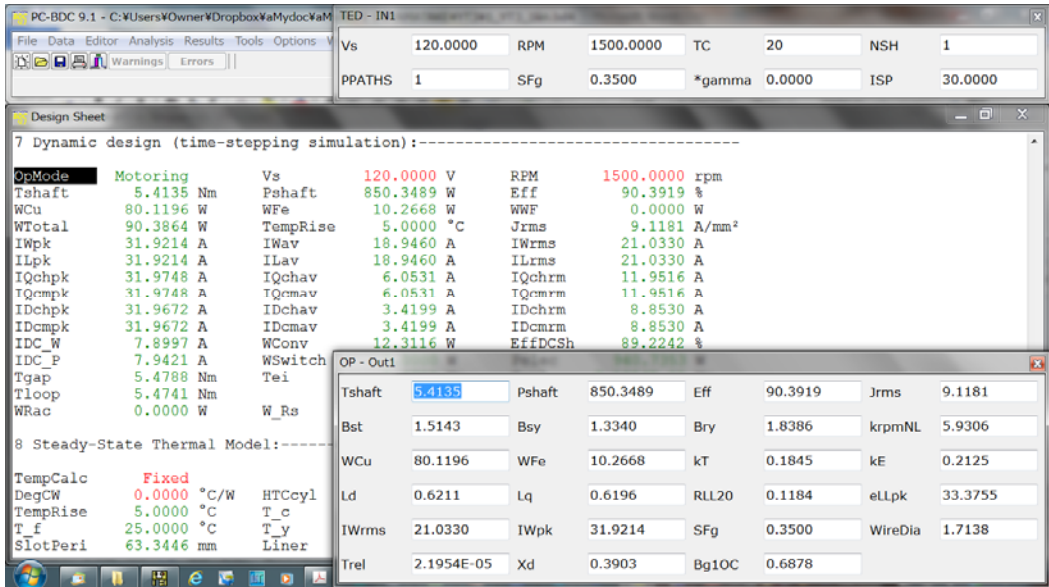 PC-BDC 9.1 - C:¥Users¥Owner¥Dropbox¥aMydoc¥aM
File Data Editor Analysis Results Tools Options
Warnings Errors
TED - IN1
Vs 120.0000 RPM 1500.0000 TC 20 NSH 1
PPATHS 1 SFg 0.3500 *gamma 0.0000 ISP 30.0000
Design Sheet
7 Dynamic design (time-stepping simulation):-----------------------------------
OpMode Motoring Vs 120.0000 V RPM 1500.0000 rpm
Tshaft 5.4135 Nm Pshaft 850.3489 W Eff 90.3919 %
WCu 80.1196 W WFe 10.2668 W WWF 0.0000 W
WTotal 90.3864 W TempRise 5.0000 °C Jrms 9.1181 A/mm²
IWpk 31.9214 A IWav 18.9460 A IWrms 21.0330 A
ILpk 31.9214 A ILav 18.9460 A ILrms 21.0330 A
IQchpk 31.9748 A IQchav 6.0531 A IQchrm 11.9516 A
IQcmpk 31.9748 A IQcmav 6.0531 A IQcmrm 11.9516 A
IDchpk 31.9672 A IDchav 3.4199 A IDchrm 8.8530 A
IDcmpk 31.9672 A IDcmav 3.4199 A IDcmrm 8.8530 A
IDC_W 7.8997 A WConv 12.3116 W EffDCSh 89.2242 %
IDC_P 7.9421 A WSwitch
Tgap 5.4788 Nm Tei
Tloop 5.4741 Nm
WRac 0.0000 W W_Rs
8 Steady-State Thermal Model:------
TempCalc Fixed
DegCW 0.0000 °C/W HTCcyl
TempRise 5.0000 °C T_c
T_f 25.0000 °C T_y
SlotPeri 63.3446 mm Liner
OP - Out1
Tshaft 5.4135 Pshaft 850.3489 Eff 90.3919 Jrms 9.1181
Bst 1.5143 Bsy 1.3340 Bry 1.8386 krpmNL 5.9306
WCu 80.1196 WFe 10.2668 kT 0.1845 kE 0.2125
Ld 0.6211 Lq 0.6196 RLL20 0.1184 eLLpk 33.3755
IWrms 21.0330 IWpk 31.9214 SFg 0.3500 WireDia 1.7138
Trel 2.1954E-05 Xd 0.3903 Bg1OC 0.6878